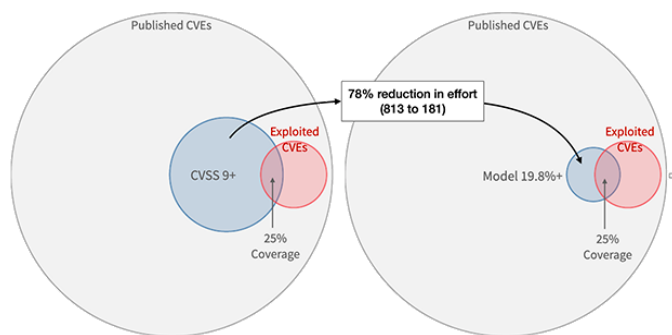 Published CVEs
Published CVEs
78% reduction in effort
(813 to 181)
Exploited
CVEs
CVSS 9+
25%
Coverage
Exploited
CVEs
Model 19.8%+
25%
Coverage